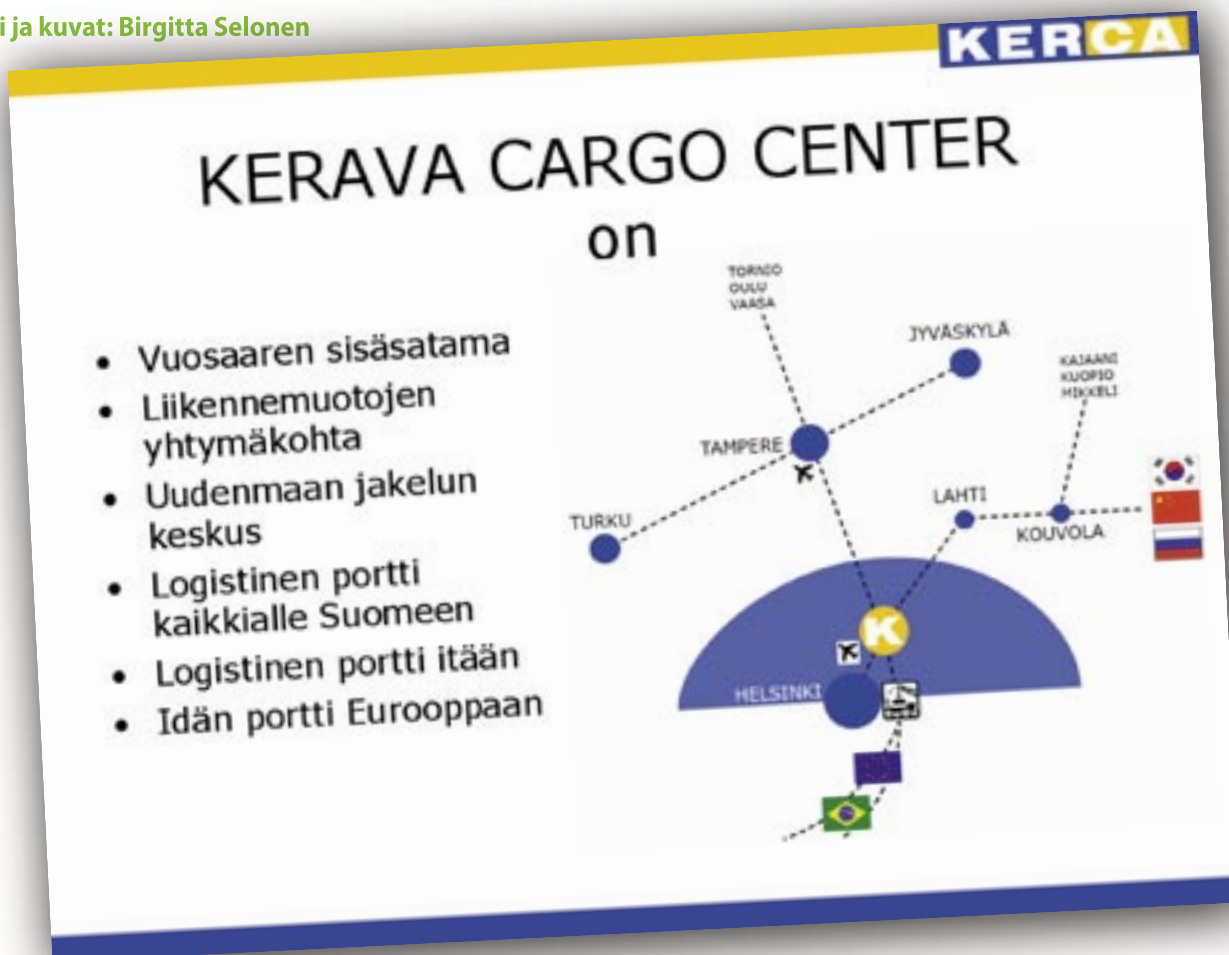 i ja kuvat: Birgitta Selonen
KERCA
KERAVA CARGO CENTER
on
• Vuosaaren sisäsatama
• Liikennemuotojen
yhtymäkohta
• Uudenmaan jakelun
keskus
• Logistinen portti
kaikkialle Suomeen
• Logistinen portti itään
• Idän portti Eurooppaan
TORNIO
OULU
VAASA
JYVÄSKYLÄ
KAJAANI
KUOPIO
MIKKELI
TAMPERE
LAHTI
TURKU
KOUVOLA
K
HELSINKI